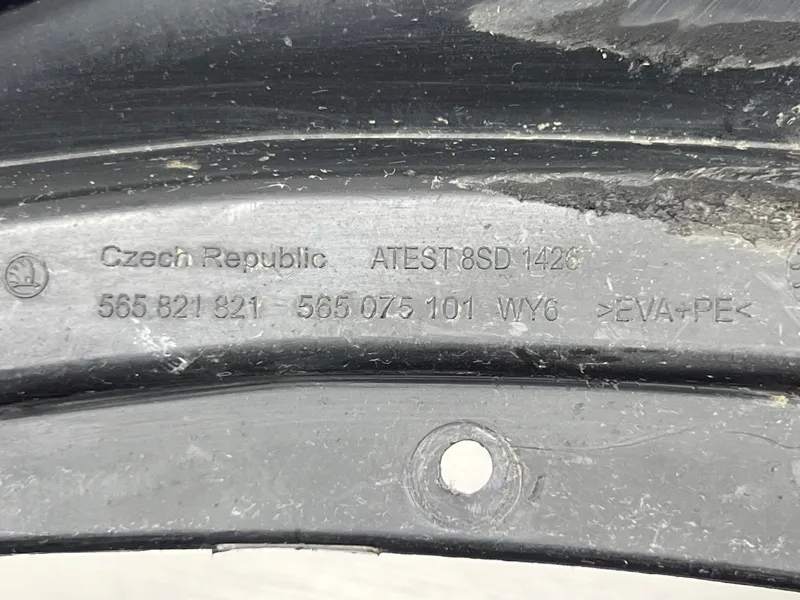 Czech Republic ATEST 8SD 1426
565 821 821 565 075 101 WY6 >EVA+PE<